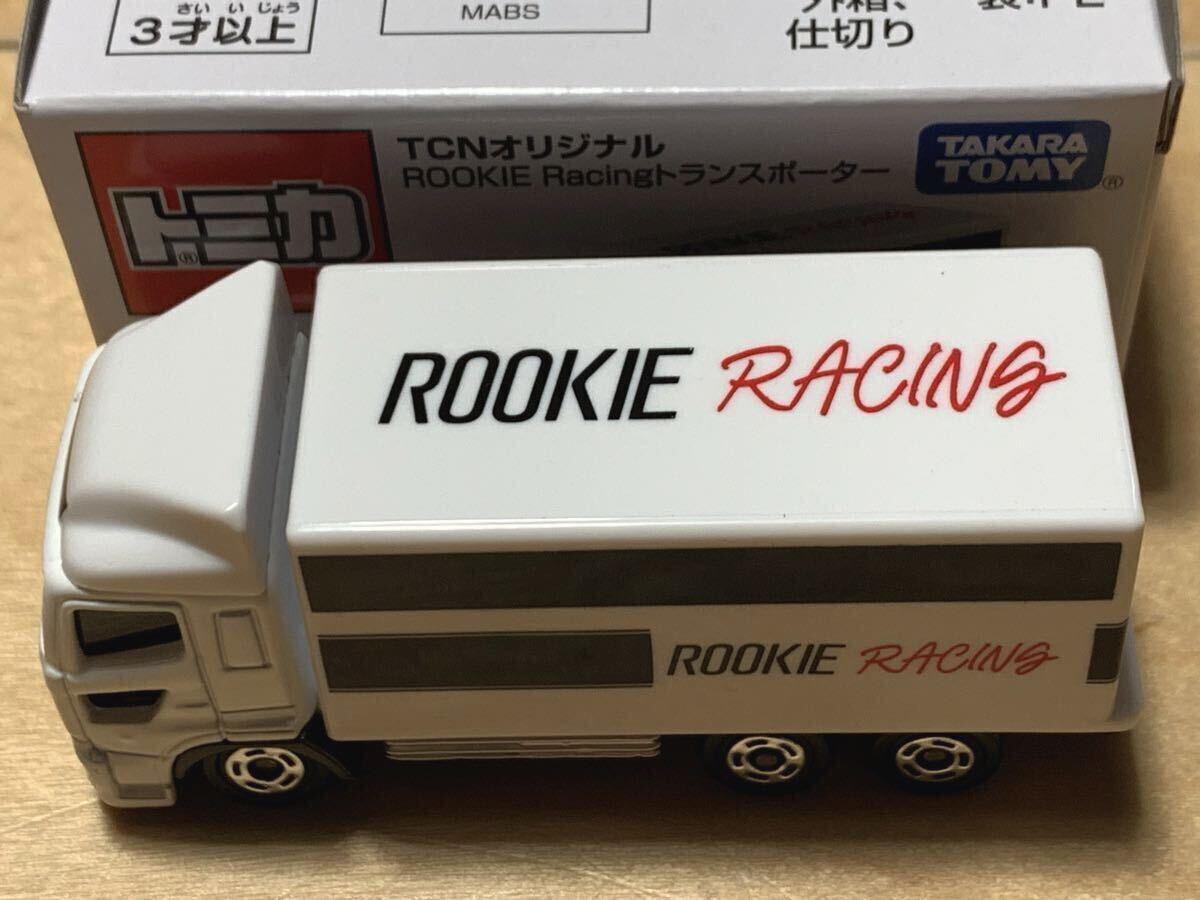 さい い じょう
3才以上
MABS
仕切り
TCNオリジナル
ROOKIE Racingトランスポーター
トミカ
®
TAKARA
TOMY
®
ROOKIE RACING
ROOKIE RACING